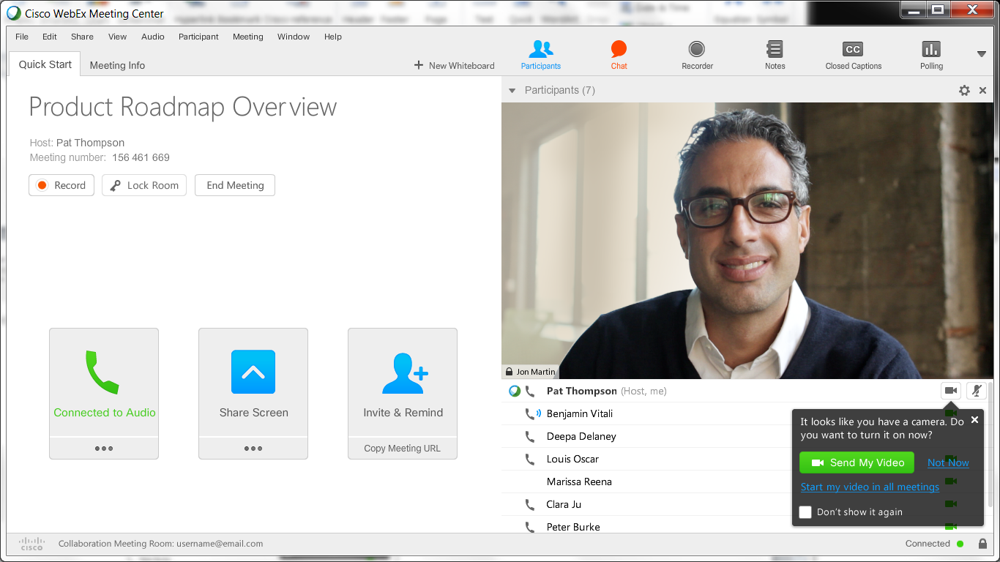 Cisco WebEx Meeting Center
File Edit Share View Audio Participant Meeting Window Help
Quick Start Meeting Info + New Whiteboard
Participants Chat Recorder CC Notes Closed Captions Polling
Participants (7)
Product Roadmap Overview
Host: Pat Thompson
Meeting number: 156 461 669
Record Lock Room End Meeting
Connected to Audio
Share Screen
Invite & Remind
Copy Meeting URL
Jon Martin
Pat Thompson (Host, me)
Benjamin Vitali
Deepa Delaney
Louis Oscar
Marissa Reena
Clara Ju
Peter Burke
It looks like you have a camera. Do
you want to turn it on now?
Send My Video Not Now
Start my video in all meetings
Don't show it again
cisco Collaboration Meeting Room: username@email.com
Connected